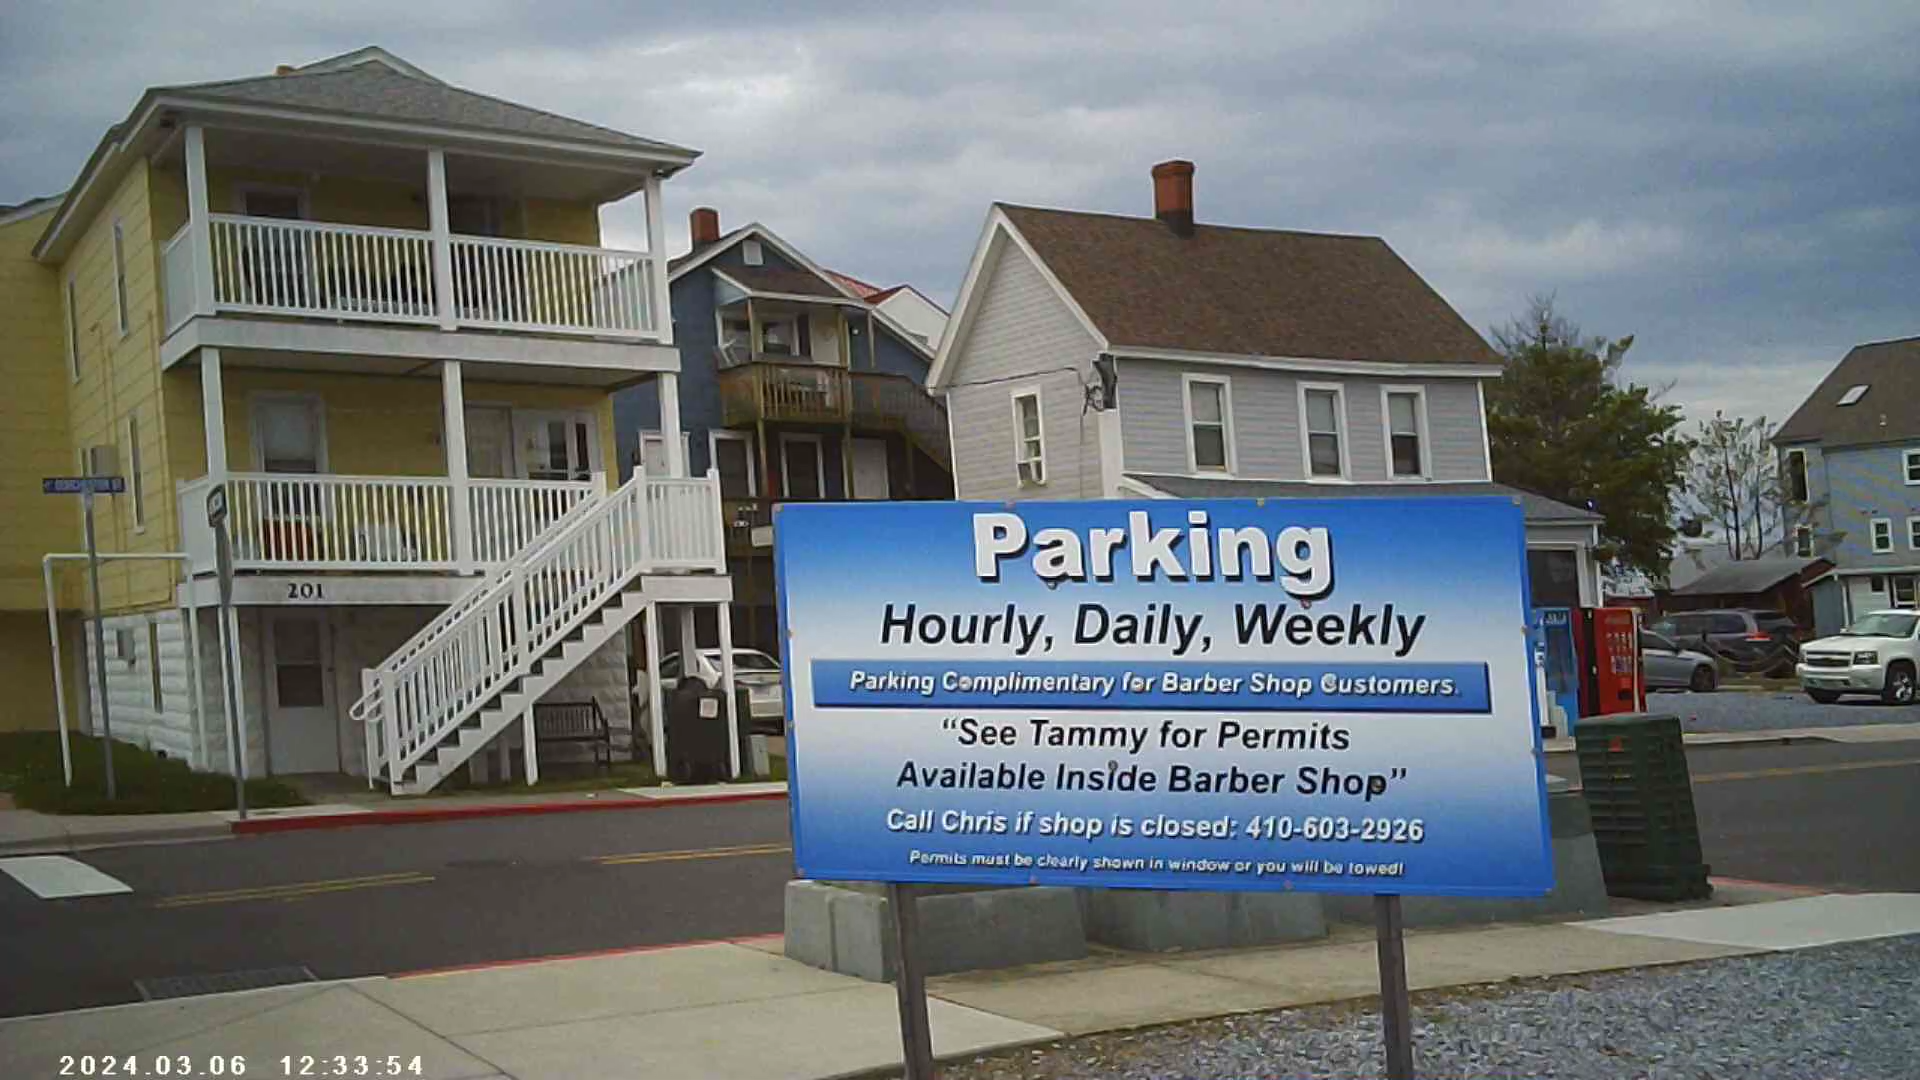 DORCHESTER ST
201
Parking
Hourly, Daily, Weekly
Parking Complimentary for Barber Shop Customers.
“See Tammy for Permits
Available Inside Barber Shop”
Call Chris if shop is closed: 410-603-2926
Permits must be clearly shown in window or you will be towed!
2024.03.06 12:33:54